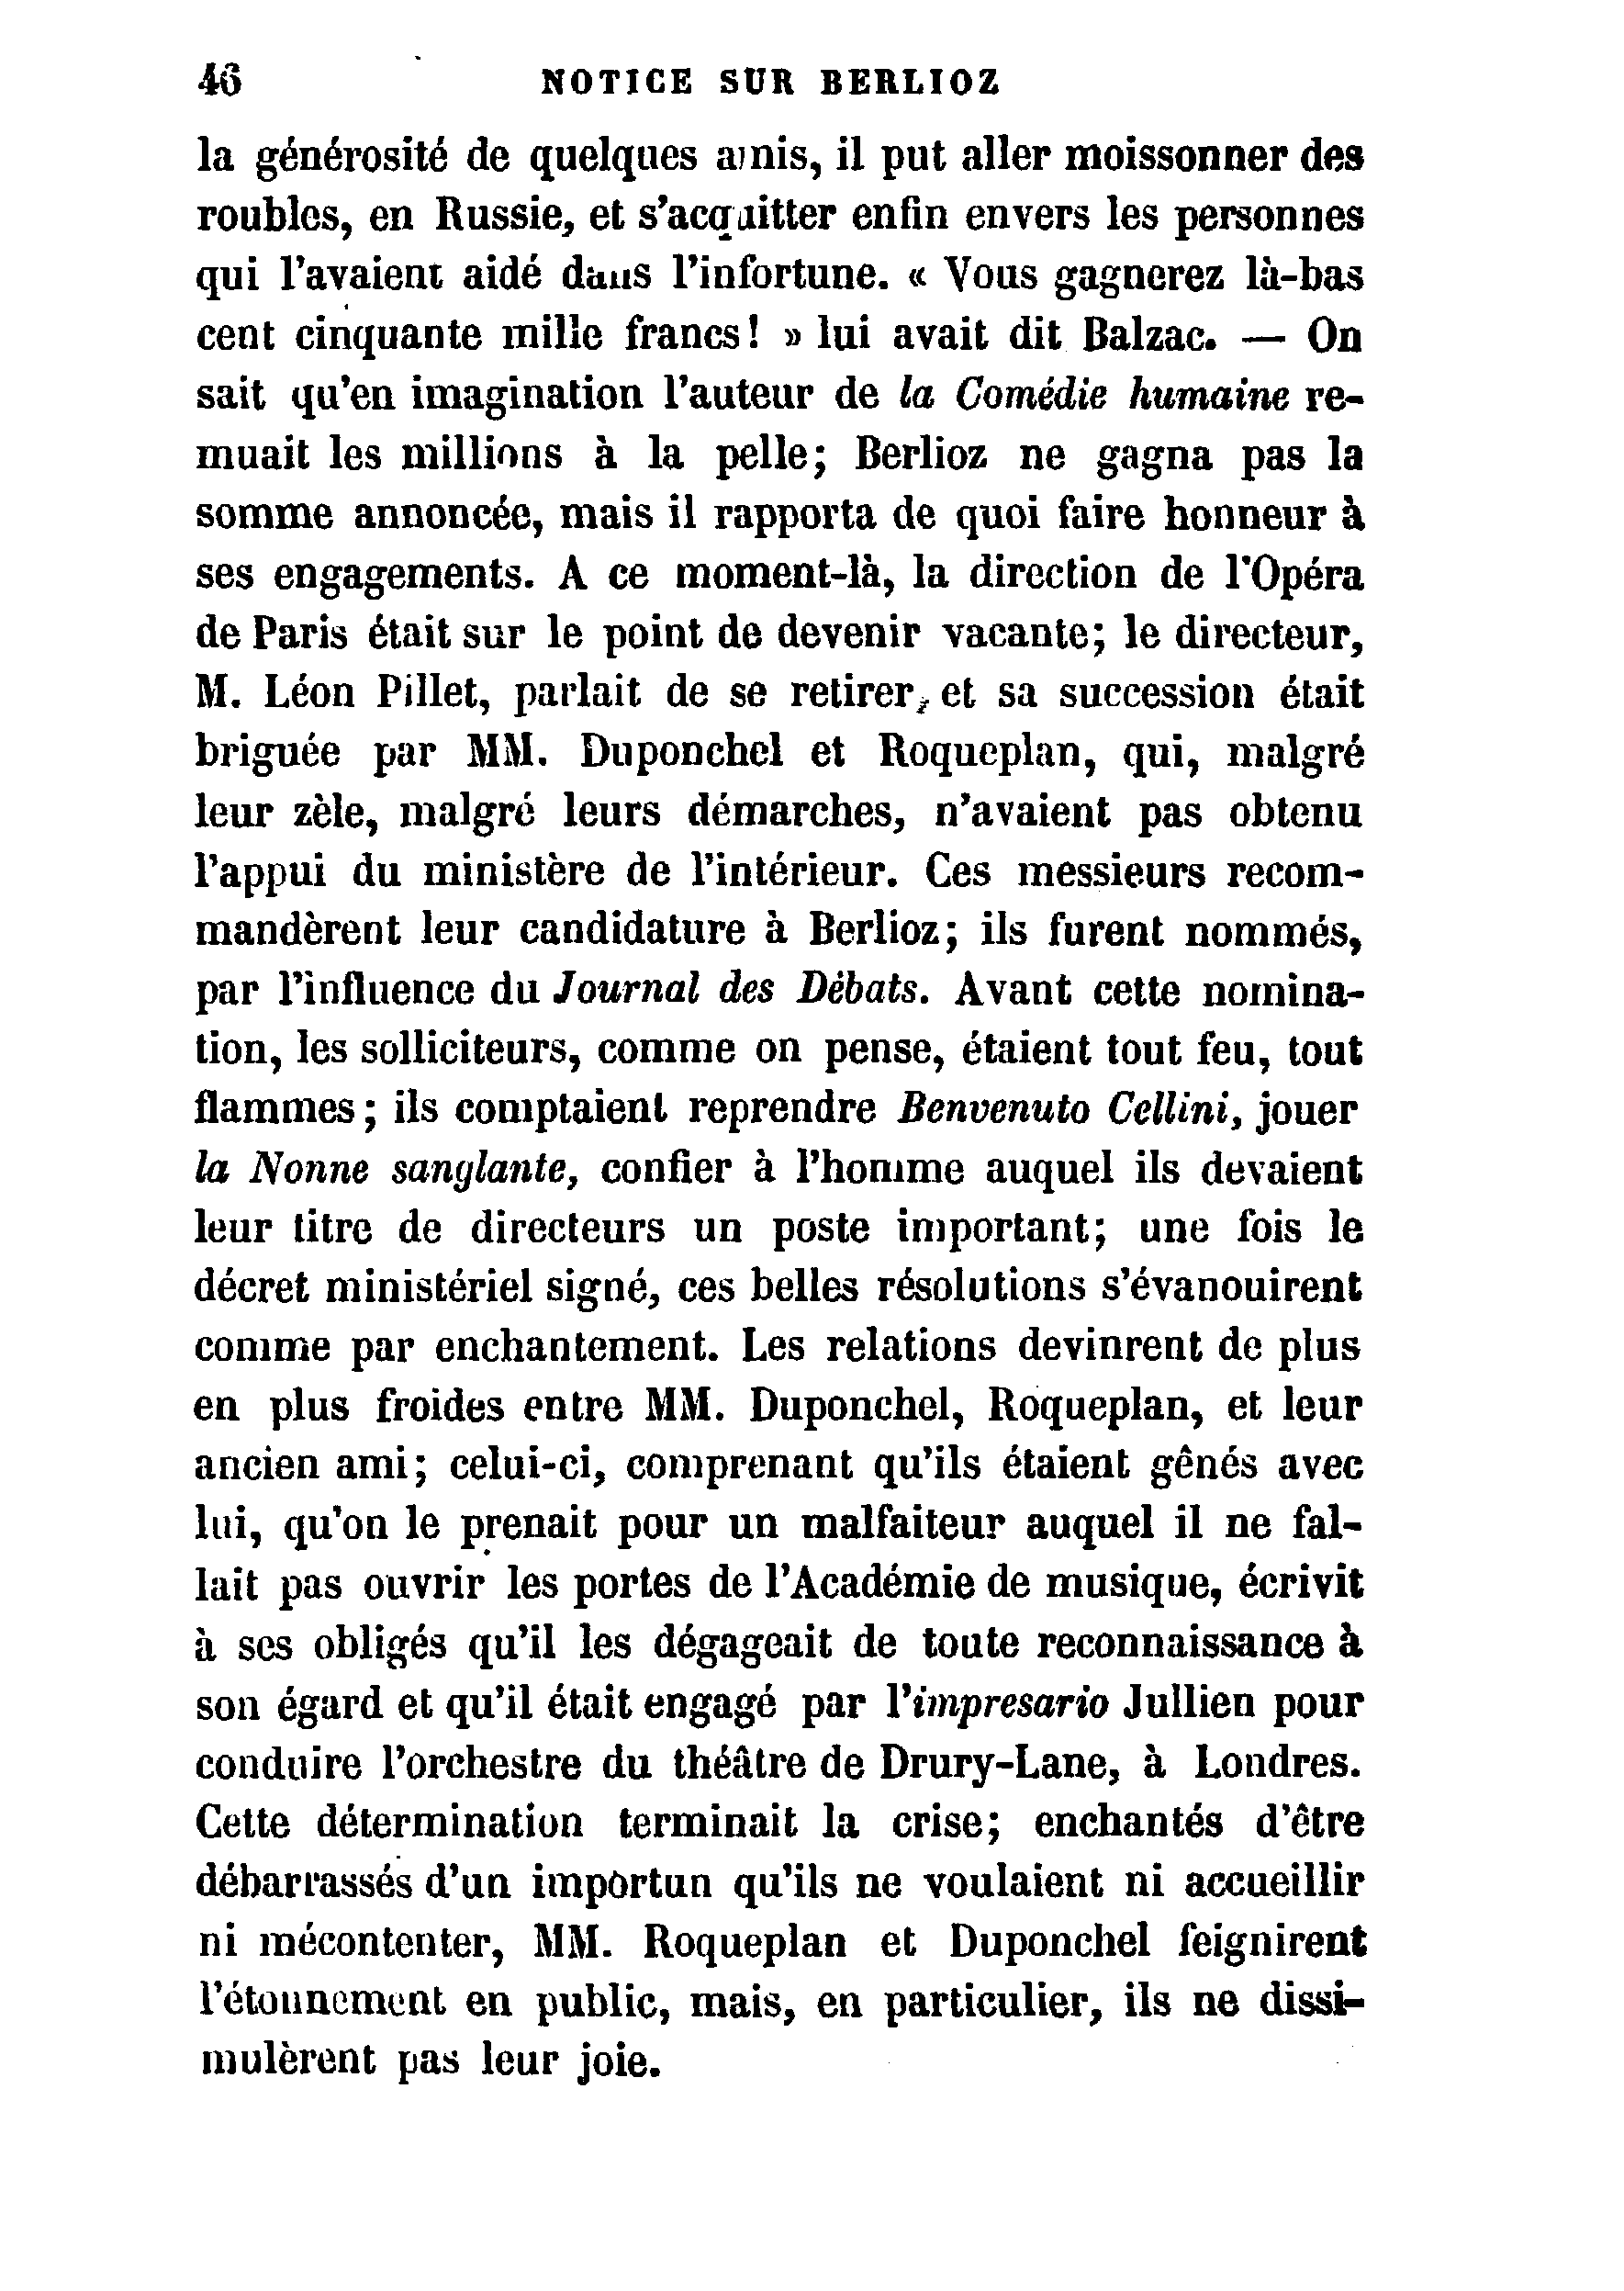 46 NOTICE SUR BERLIOZ
la générosité de quelques amis, il put aller moissonner des
roubles, en Russie, et s'acquitter enfin envers les personnes
qui l'avaient aidé dans l'infortune. « Vous gagnerez là-bas
cent cinquante mille francs! » lui avait dit Balzac. — On
sait qu'en imagination l'auteur de la Comédie humaine re-
muait les millions à la pelle; Berlioz ne gagna pas la
somme annoncée, mais il rapporta de quoi faire honneur à
ses engagements. A ce moment-là, la direction de l'Opéra
de Paris était sur le point de devenir vacante; le directeur,
M. Léon Pillet, parlait de se retirer, et sa succession était
briguée par MM. Duponchel et Roqueplan, qui, malgré
leur zèle, malgré leurs démarches, n'avaient pas obtenu
l'appui du ministère de l'intérieur. Ces messieurs recom-
mandèrent leur candidature à Berlioz; ils furent nommés,
par l'influence du Journal des Débats. Avant cette nomina-
tion, les solliciteurs, comme on pense, étaient tout feu, tout
flammes; ils comptaient reprendre Benvenuto Cellini, jouer
la Nonne sanglante, confier à l'homme auquel ils devaient
leur titre de directeurs un poste important; une fois le
décret ministériel signé, ces belles résolutions s'évanouirent
comme par enchantement. Les relations devinrent de plus
en plus froides entre MM. Duponchel, Roqueplan, et leur
ancien ami; celui-ci, comprenant qu'ils étaient gênés avec
lui, qu'on le prenait pour un malfaiteur auquel il ne fal-
lait pas ouvrir les portes de l'Académie de musique, écrivit
à ses obligés qu'il les dégageait de toute reconnaissance à
son égard et qu'il était engagé par l'impresario Jullien pour
conduire l'orchestre du théâtre de Drury-Lane, à Londres.
Cette détermination terminait la crise; enchantés d'être
débarrassés d'un importun qu'ils ne voulaient ni accueillir
ni mécontenter, MM. Roqueplan et Duponchel feignirent
l'étonnement en public, mais, en particulier, ils ne dissi-
mulèrent pas leur joie.